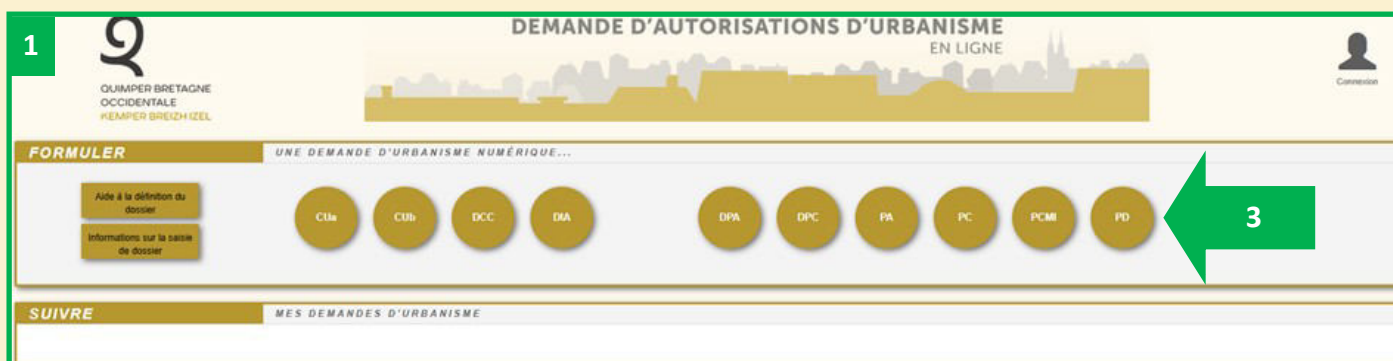 1
DEMANDE D'AUTORISATIONS D'URBANISME
EN LIGNE
QUIMPER BRETAGNE
OCCIDENTALE
KEMPER BREIZH IZEL
Connexion
FORMULER
UNE DEMANDE D'URBANISME NUMÉRIQUE...
Aide à la définition du
dossier
Informations sur la saisie
de dossier
CUa CUb DCC DIA DPA DPC PA PC PCMI PD
3
SUIVRE
MES DEMANDES D'URBANISME